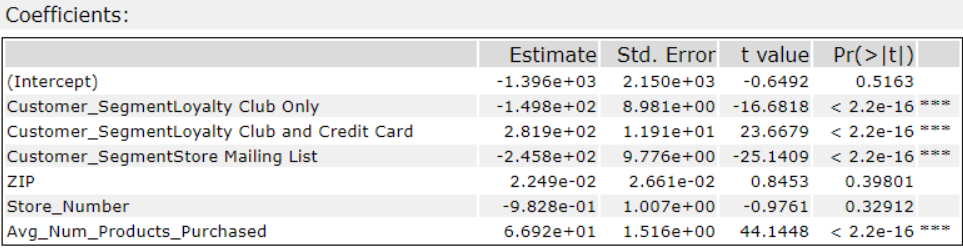 Coefficients:
Estimate Std. Error t value Pr(>|t|)
(Intercept) -1.396e+03 2.150e+03 -0.6492 0.5163
Customer_SegmentLoyalty Club Only -1.498e+02 8.981e+00 -16.6818 < 2.2e-16 ***
Customer_SegmentLoyalty Club and Credit Card 2.819e+02 1.191e+01 23.6679 < 2.2e-16 ***
Customer_SegmentStore Mailing List -2.458e+02 9.776e+00 -25.1409 < 2.2e-16 ***
ZIP 2.249e-02 2.661e-02 0.8453 0.39801
Store_Number -9.828e-01 1.007e+00 -0.9761 0.32912
Avg_Num_Products_Purchased 6.692e+01 1.516e+00 44.1448 < 2.2e-16 ***